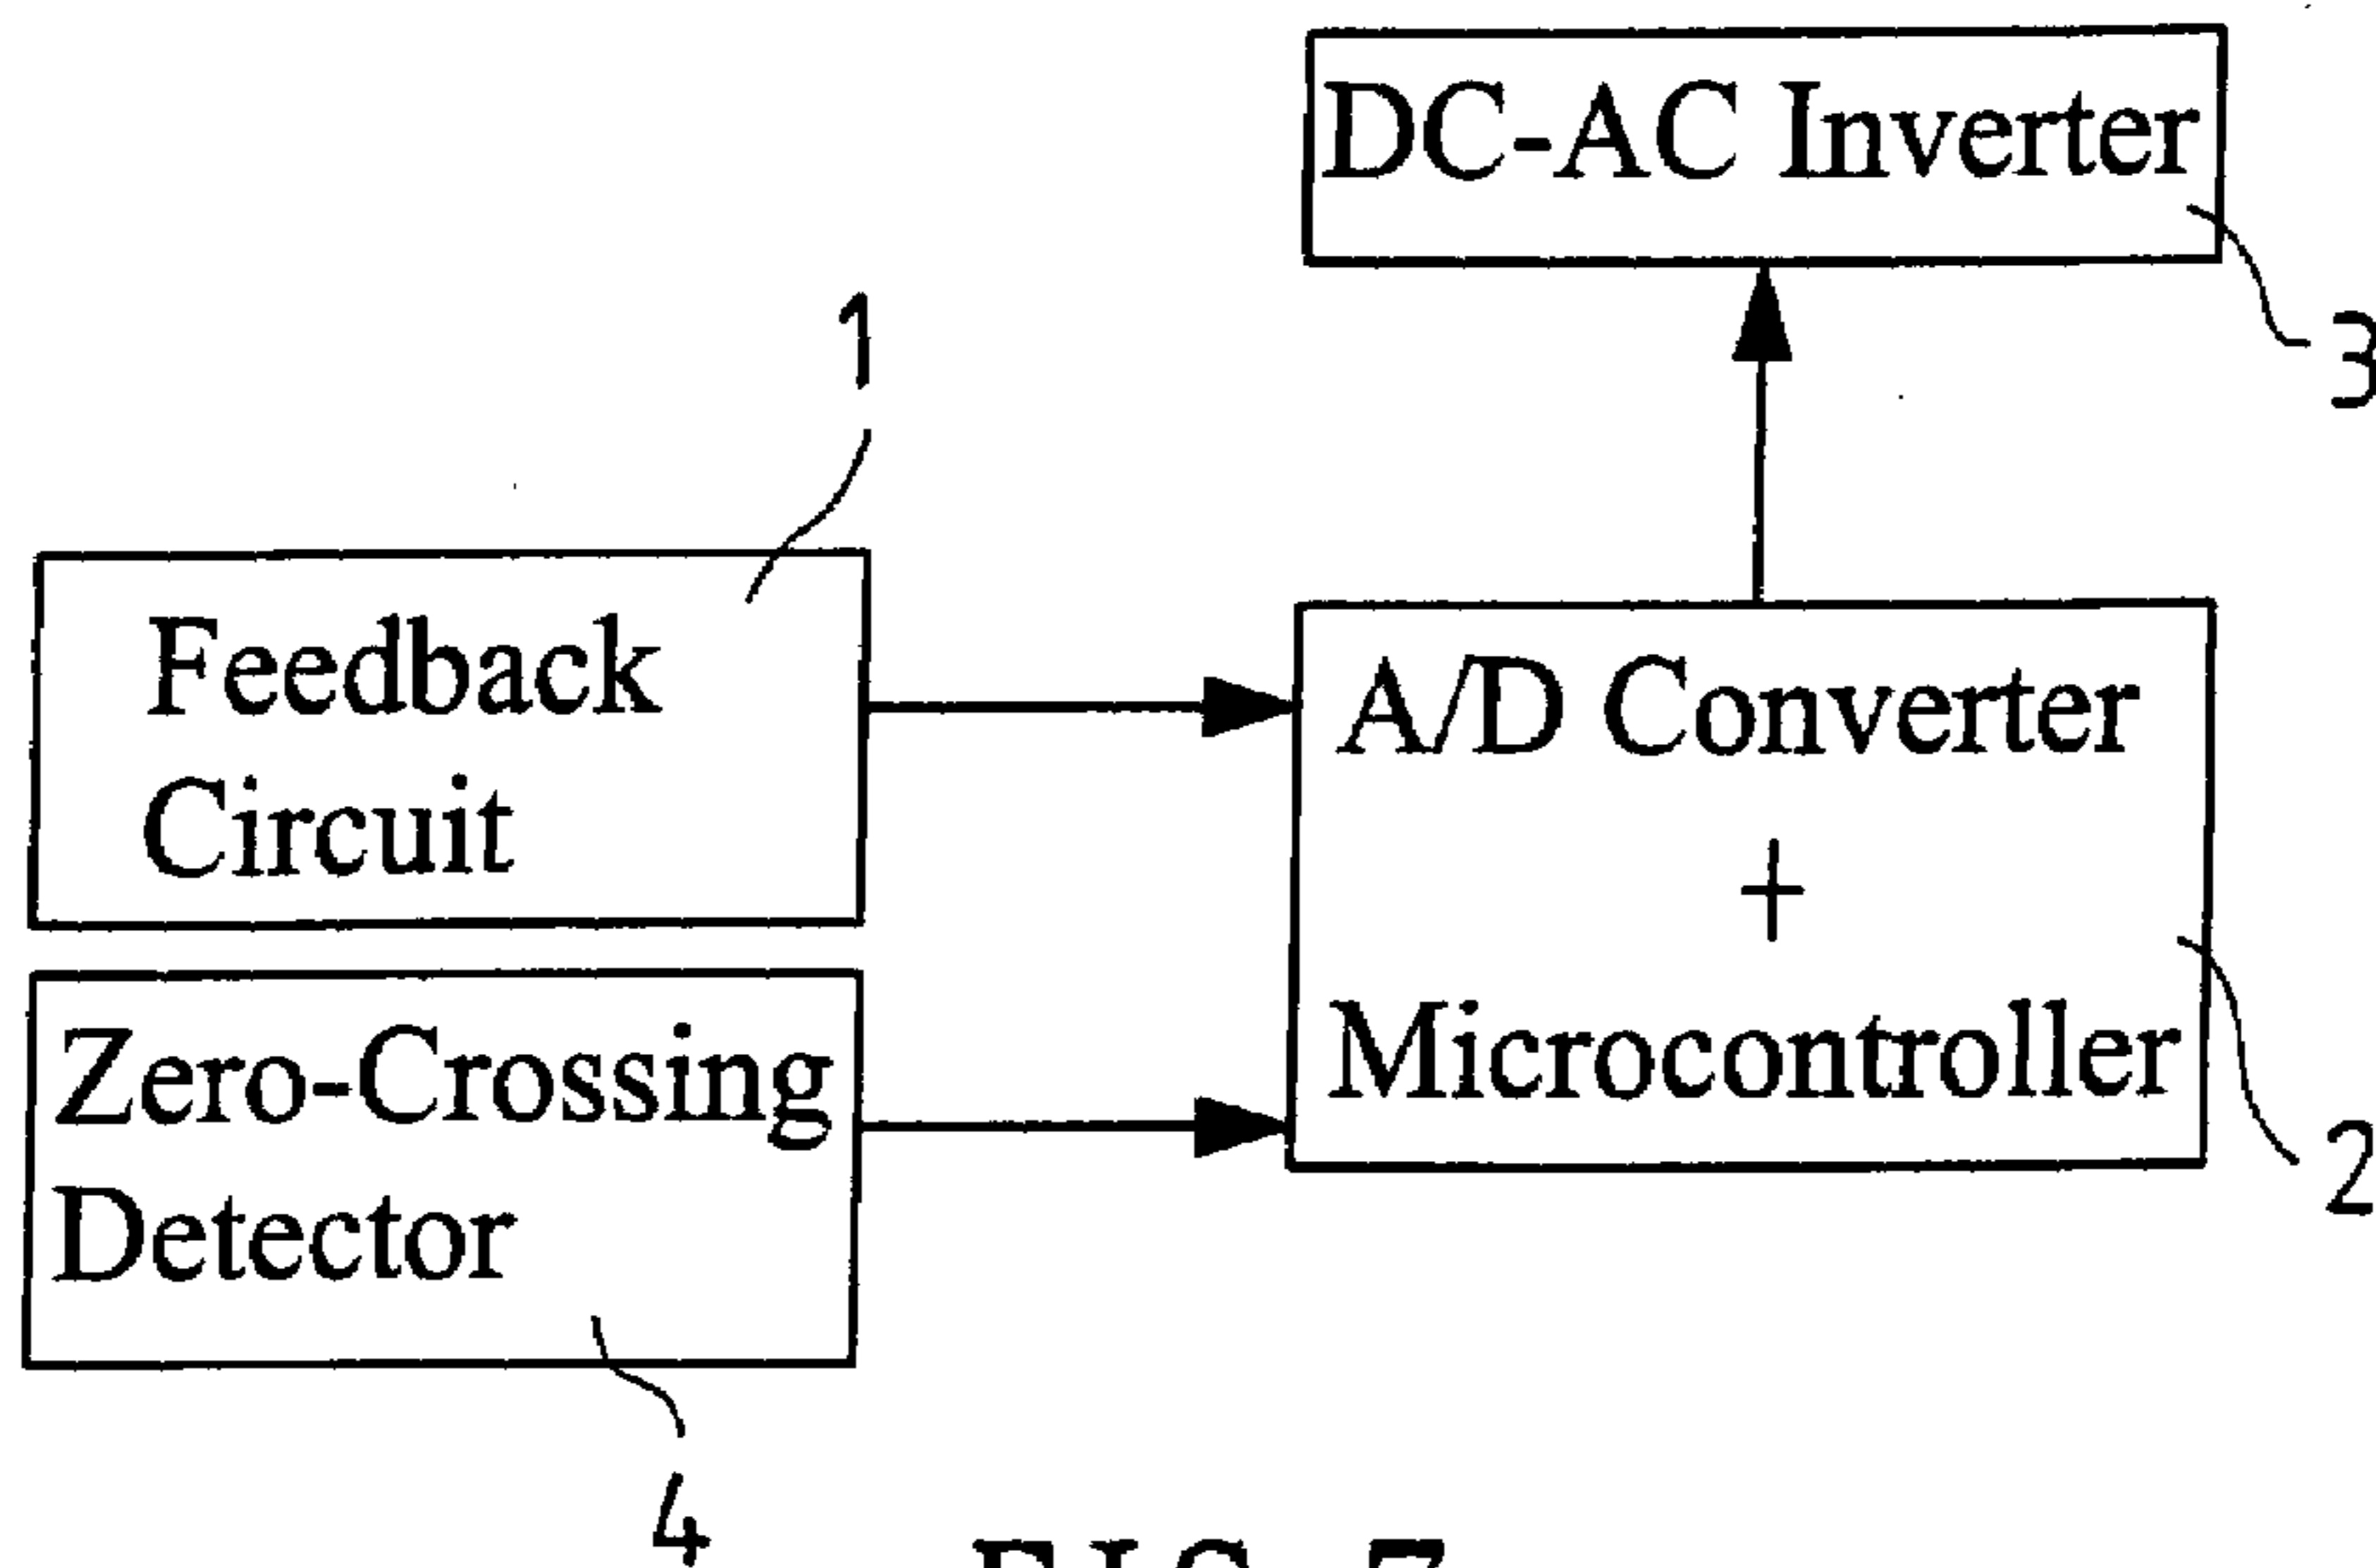 DC-AC Inverter
3
1
Feedback
Circuit
A/D Converter
+
Microcontroller
2
Zero-Crossing
Detector
4